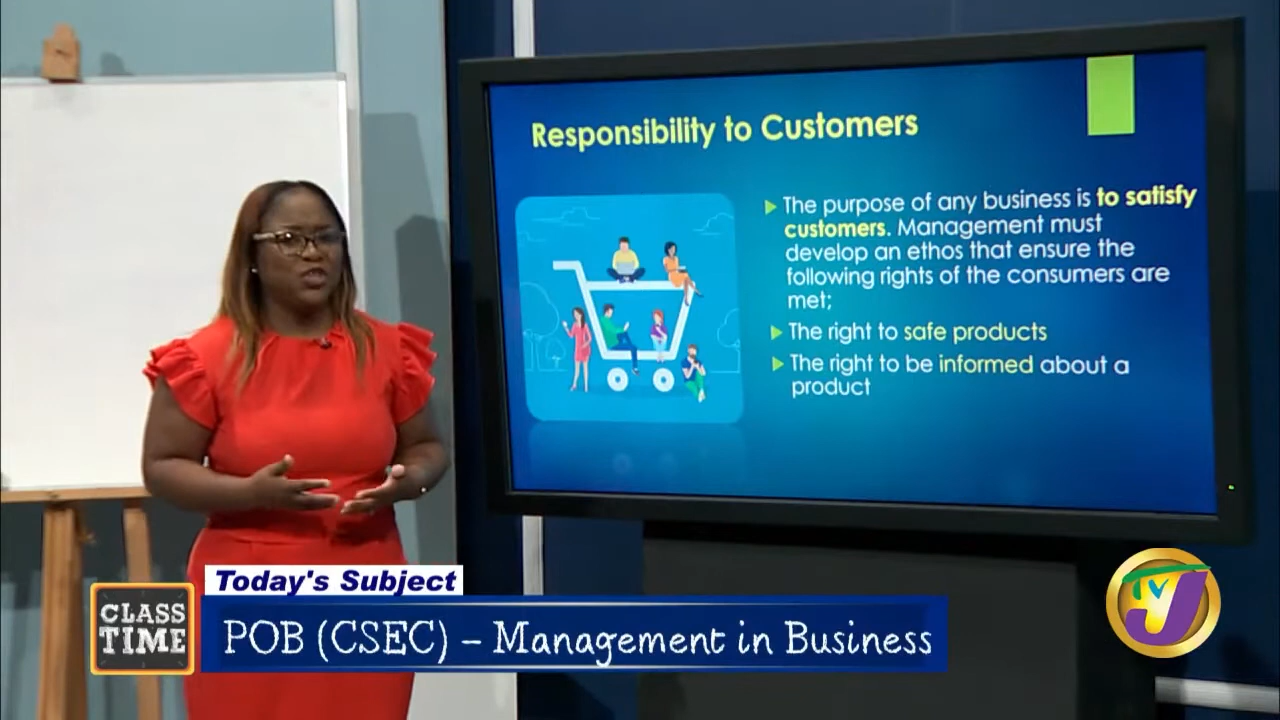 Responsibility to Customers
The purpose of any business is to satisfy
customers. Management must
develop an ethos that ensure the
following rights of the consumers are
met;
The right to safe products
The right to be informed about a
product
Today's Subject
CLASS
TIME
POB (CSEC) – Management in Business
TVJ